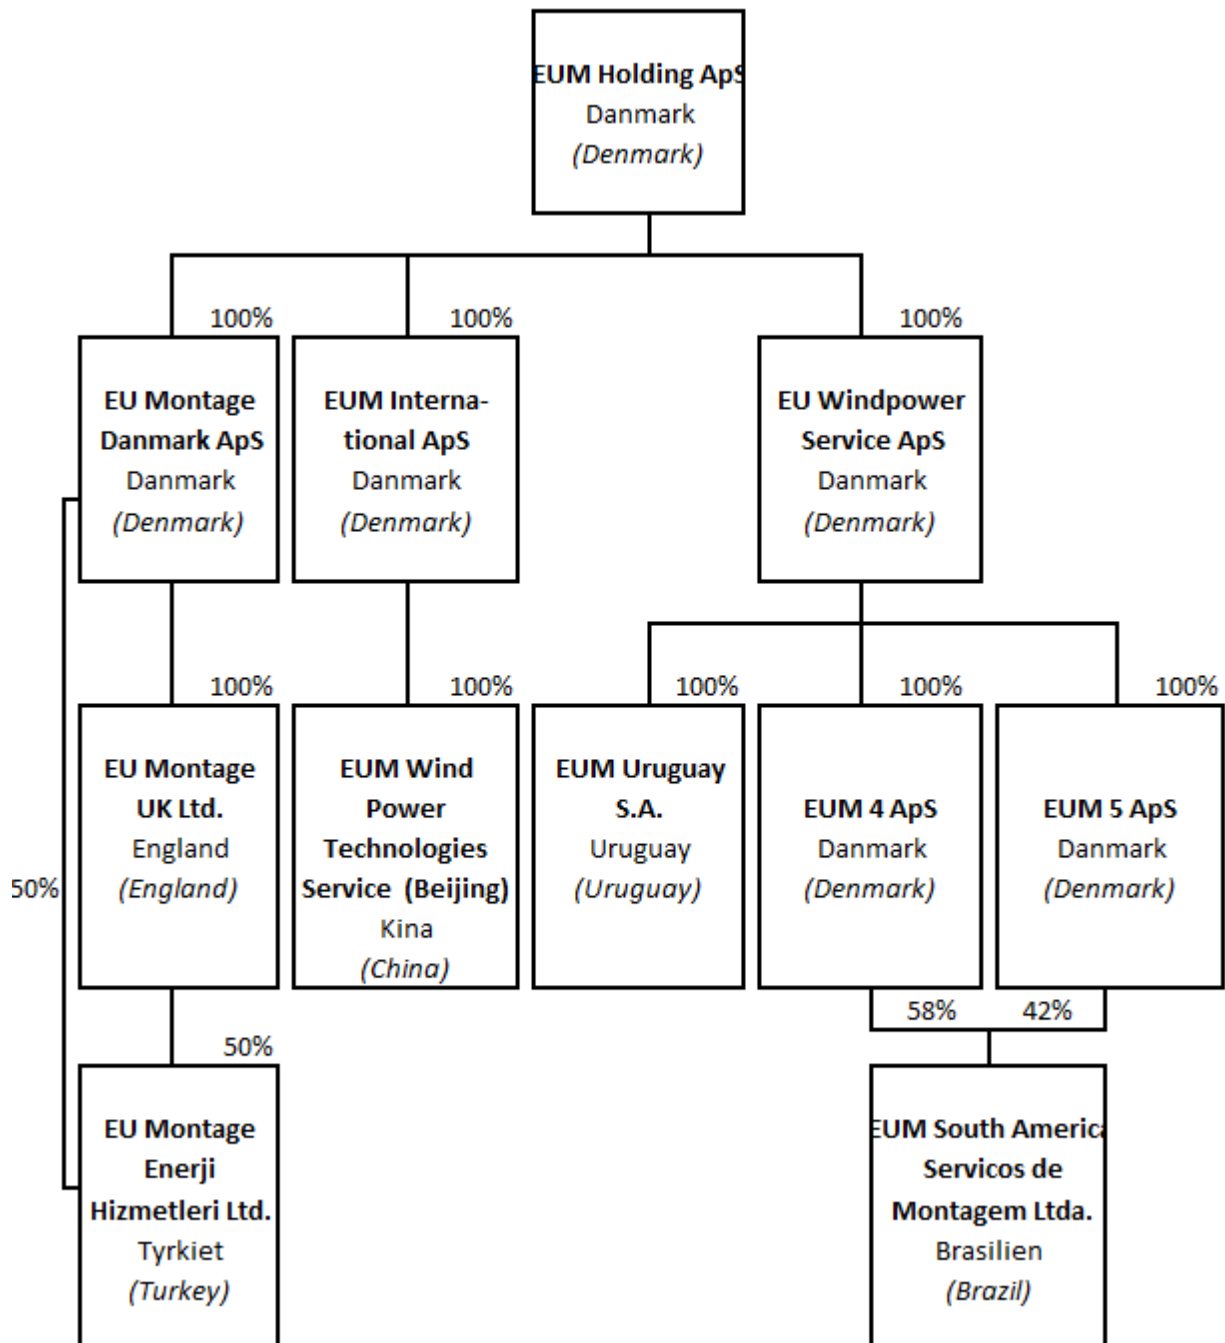 EUM Holding ApS
Danmark
(Denmark)
100%
100%
100%
EU Montage
Danmark ApS
Danmark
(Denmark)
EUM Interna-
tional ApS
Danmark
(Denmark)
EU Windpower
Service ApS
Danmark
(Denmark)
100%
100%
100%
100%
100%
EU Montage
UK Ltd.
England
(England)
EUM Wind
Power
Technologies
Service (Beijing)
Kina
(China)
EUM Uruguay
S.A.
Uruguay
(Uruguay)
EUM 4 ApS
Danmark
(Denmark)
EUM 5 ApS
Danmark
(Denmark)
50%
58%
42%
50%
EU Montage
Enerji
Hizmetleri Ltd.
Tyrkiet
(Turkey)
EUM South America
Servicos de
Montagem Ltda.
Brasilien
(Brazil)